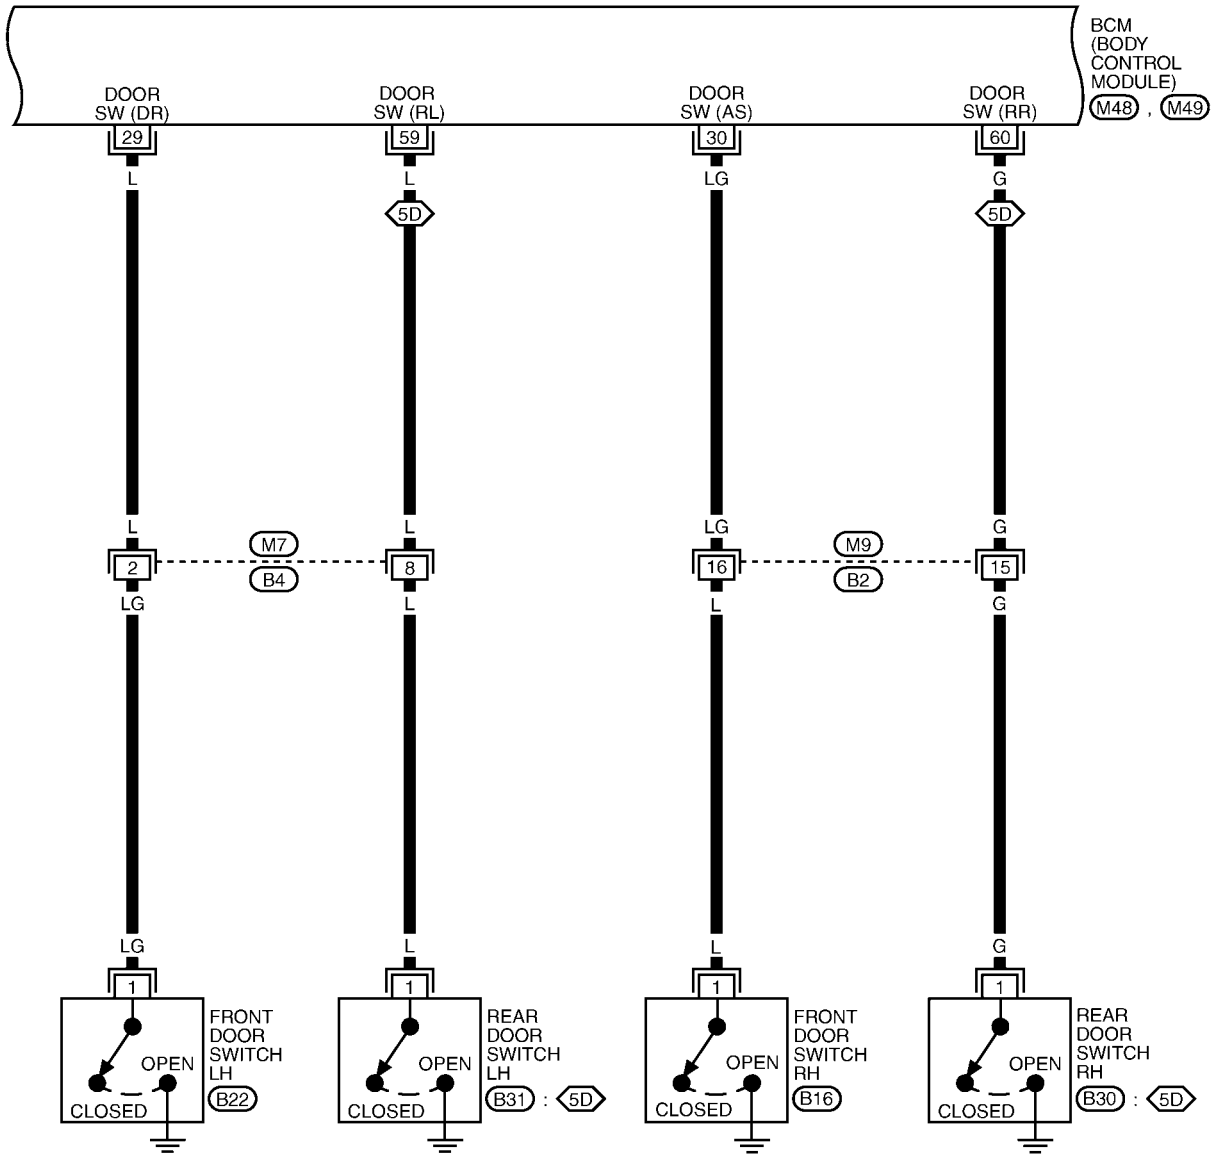 BCM
(BODY
CONTROL
MODULE)
M48 , M49
DOOR
SW (DR)
DOOR
SW (RL)
DOOR
SW (AS)
DOOR
SW (RR)
29 59 30 60
L L LG G
5D 5D
L L LG G
M7 M9
2 8 16 15
B4 B2
LG L L G
LG L L G
1 1 1 1
FRONT
DOOR
SWITCH
LH
B22
OPEN
CLOSED
REAR
DOOR
SWITCH
LH
B31 : 5D
OPEN
CLOSED
FRONT
DOOR
SWITCH
RH
B16
OPEN
CLOSED
REAR
DOOR
SWITCH
RH
B30 : 5D
OPEN
CLOSED